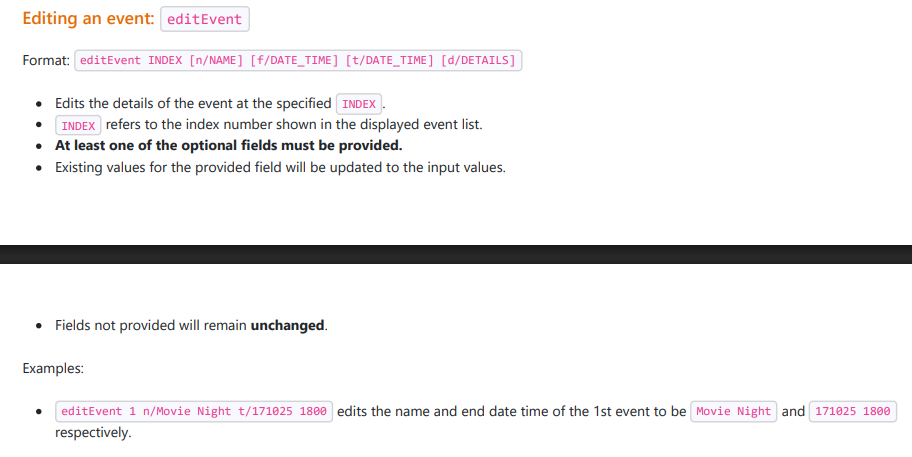 Editing an event: editEvent
Format: editEvent INDEX [n/NAME] [f/DATE_TIME] [t/DATE_TIME] [d/DETAILS]
• Edits the details of the event at the specified INDEX.
• INDEX refers to the index number shown in the displayed event list.
• At least one of the optional fields must be provided.
• Existing values for the provided field will be updated to the input values.
• Fields not provided will remain unchanged.
Examples:
• editEvent 1 n/Movie Night t/171025 1800 edits the name and end date time of the 1st event to be Movie Night and 171025 1800
respectively.